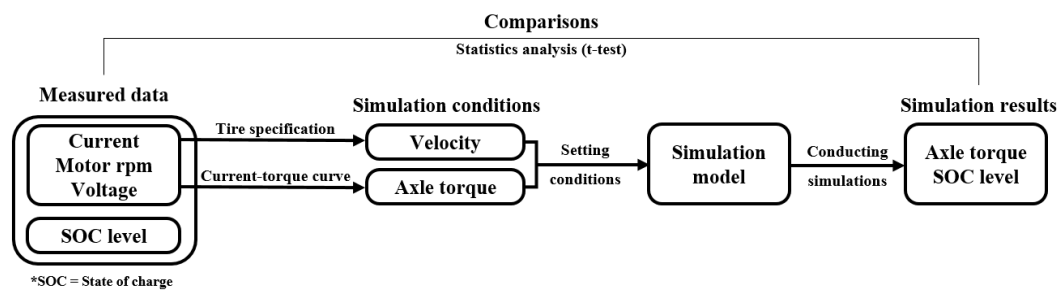 Comparisons
Statistics analysis (t-test)
Measured data
Current
Motor rpm
Voltage
SOC level
*SOC = State of charge
Tire specification
Current-torque curve
Simulation conditions
Velocity
Axle torque
Setting
conditions
Simulation
model
Conducting
simulations
Simulation results
Axle torque
SOC level